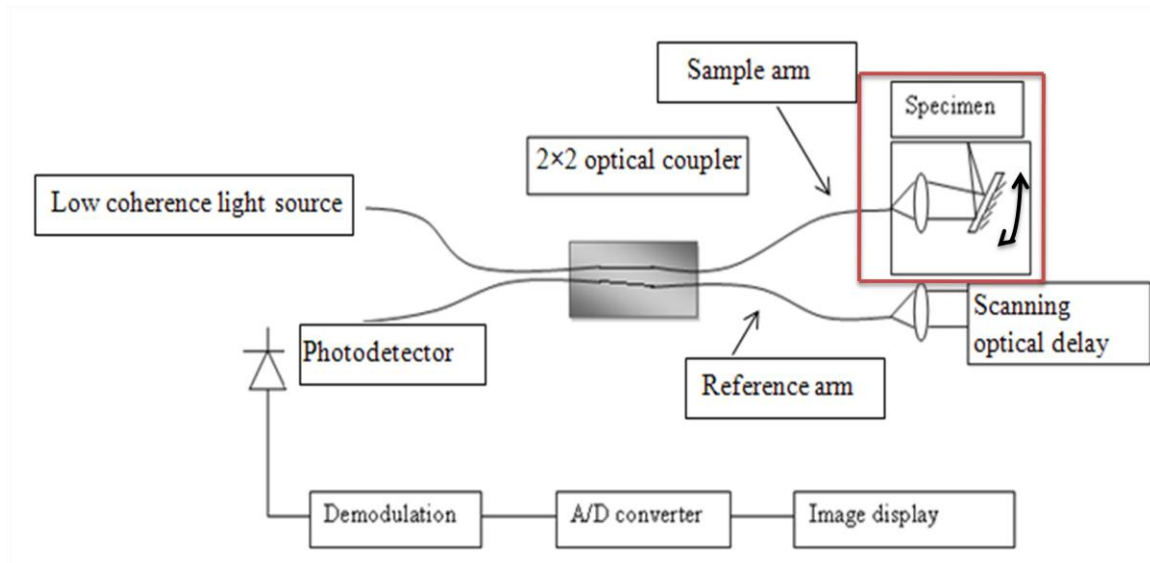 Sample arm
Specimen
2×2 optical coupler
Low coherence light source
Scanning
optical delay
Photodetector
Reference arm
Demodulation
A/D converter
Image display